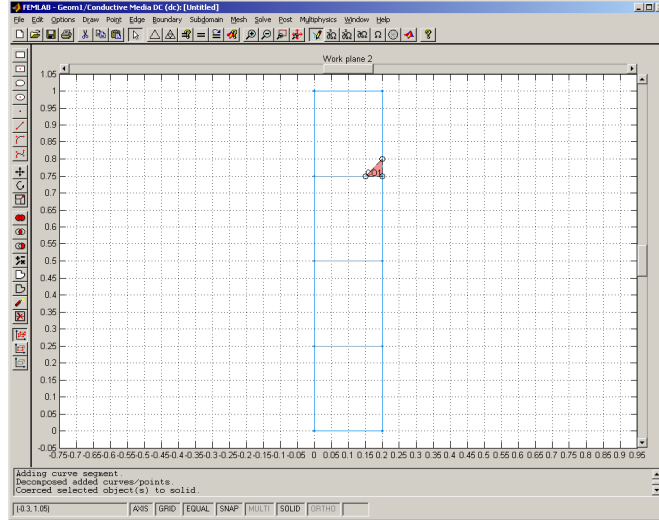 FEMLAB - Geom1/Conductive Media DC (dc): [Untitled]
File Edit Options Draw Point Edge Boundary Subdomain Mesh Solve Post Multiphysics Window Help
Work plane 2
1.05
1
0.95
0.9
0.85
0.8
0.75
0.7
0.65
0.6
0.55
0.5
0.45
0.4
0.35
0.3
0.25
0.2
0.15
0.1
0.05
0
-0.05
-0.75 -0.7 -0.65 -0.6 -0.55 -0.5 -0.45 -0.4 -0.35 -0.3 -0.25 -0.2 -0.15 -0.1 -0.05 0 0.05 0.1 0.15 0.2 0.25 0.3 0.35 0.4 0.45 0.5 0.55 0.6 0.65 0.7 0.75 0.8 0.85 0.9 0.95
Adding curve segment.
Decomposed added curves/points.
Coerced selected object(s) to solid.
(-0.3, 1.05) AXIS GRID EQUAL SNAP MULTI SOLID ORTHO